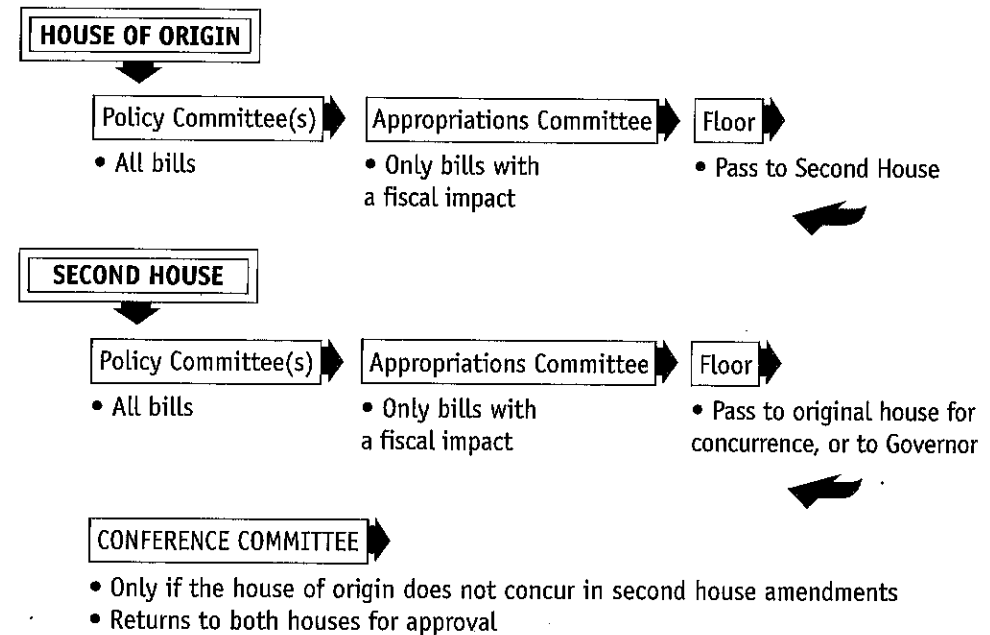 HOUSE OF ORIGIN
Policy Committee(s) Appropriations Committee Floor
• All bills • Only bills with • Pass to Second House
a fiscal impact
SECOND HOUSE
Policy Committee(s) Appropriations Committee Floor
• All bills • Only bills with • Pass to original house for
a fiscal impact concurrence, or to Governor
CONFERENCE COMMITTEE
• Only if the house of origin does not concur in second house amendments
• Returns to both houses for approval